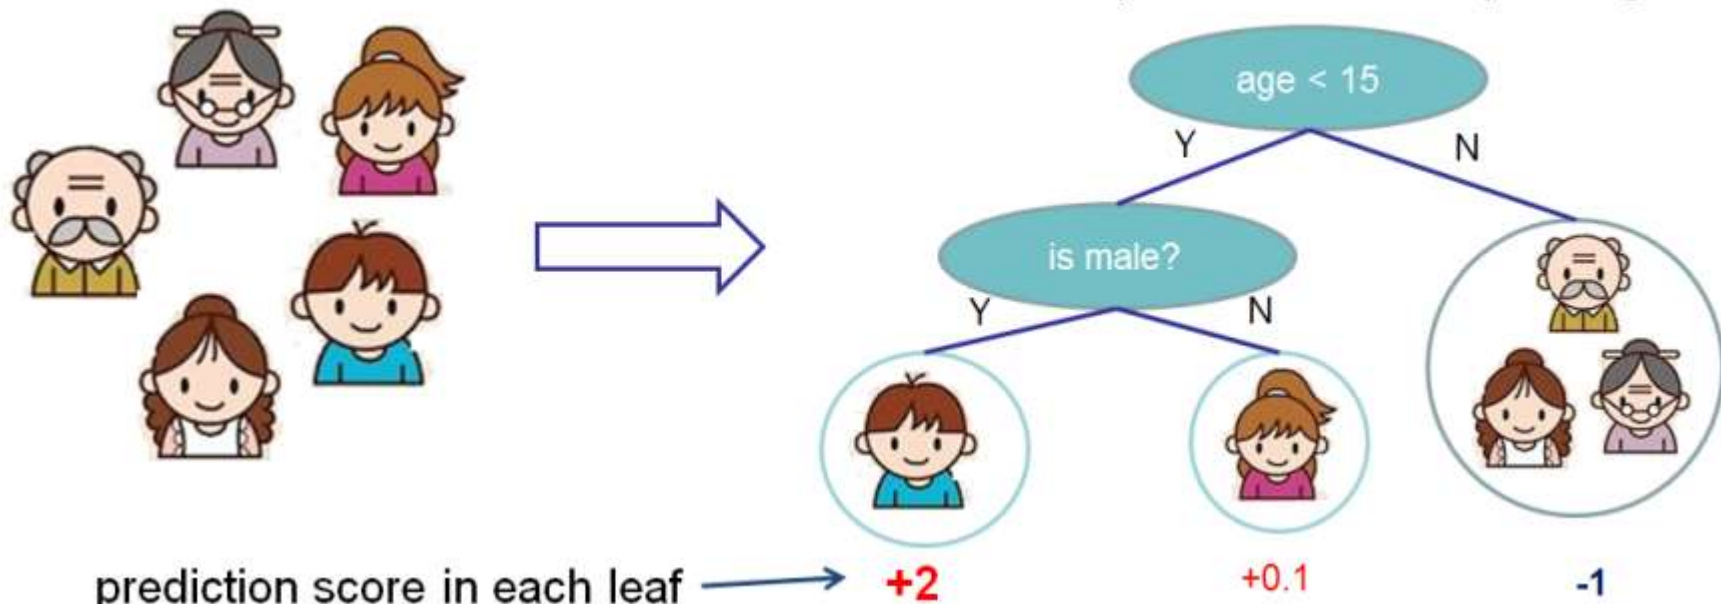 age < 15
Y
N
is male?
Y
N
prediction score in each leaf
+2
+0.1
-1